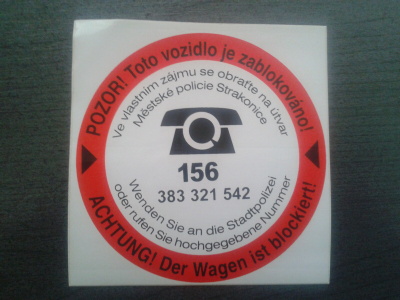 POZOR! Toto vozidlo je zablokováno!
Ve vlastním zájmu se obraťte na útvar
Městské policie Strakonice
156
383 321 542
Wenden Sie an die Stadtpolizei
oder rufen Sie hochgegebene Nummer
ACHTUNG! Der Wagen ist blockiert!